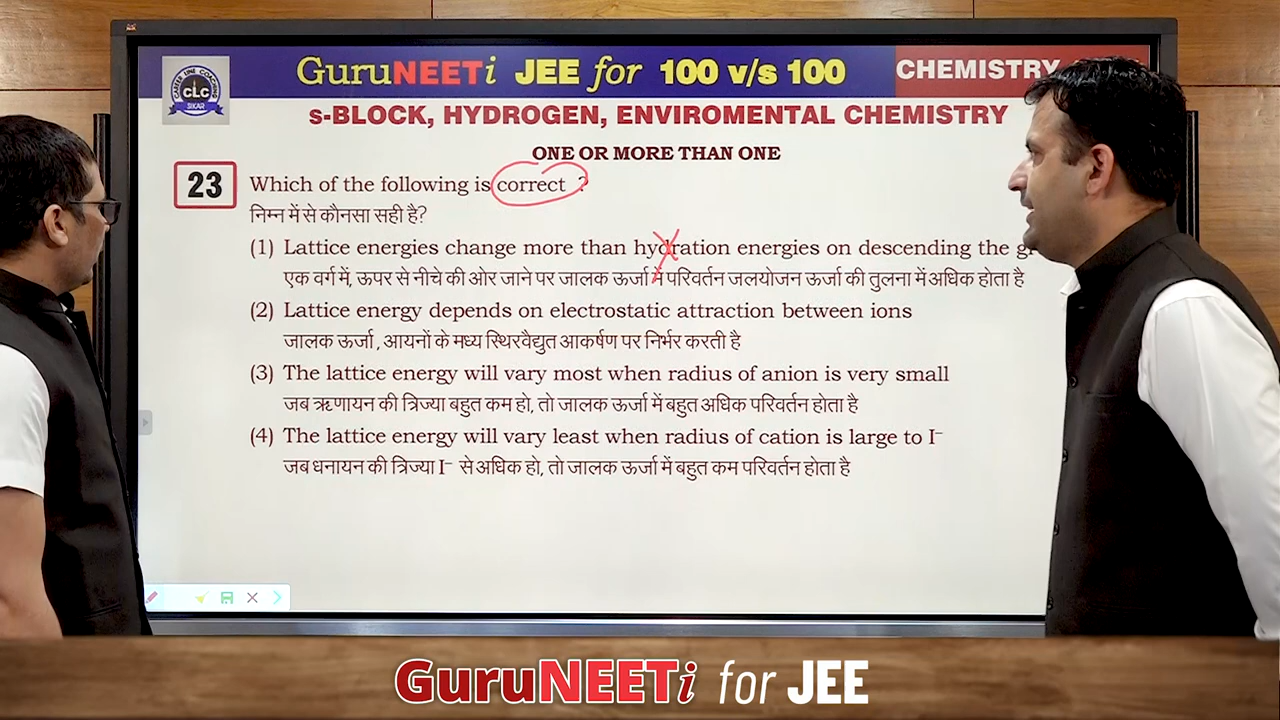 GuruNEETi JEE for 100 v/s 100
CHEMISTRY
CAREER LINE COACHING
CLC
SIKAR
s-BLOCK, HYDROGEN, ENVIROMENTAL CHEMISTRY
ONE OR MORE THAN ONE
23 Which of the following is correct ?
निम्न में से कौनसा सही है?
(1) Lattice energies change more than hydration energies on descending the
एक वर्ग में, ऊपर से नीचे की ओर जाने पर जालक ऊर्जा में परिवर्तन जलयोजन ऊर्जा की तुलना में अधिक होता है
(2) Lattice energy depends on electrostatic attraction between ions
जालक ऊर्जा, आयनों के मध्य स्थिरवैद्युत आकर्षण पर निर्भर करती है
(3) The lattice energy will vary most when radius of anion is very small
जब ऋणायन की त्रिज्या बहुत कम हो, तो जालक ऊर्जा में बहुत अधिक परिवर्तन होता है
(4) The lattice energy will vary least when radius of cation is large to I⁻
जब धनायन की त्रिज्या I⁻ से अधिक हो, तो जालक ऊर्जा में बहुत कम परिवर्तन होता है
GuruNEETi for JEE